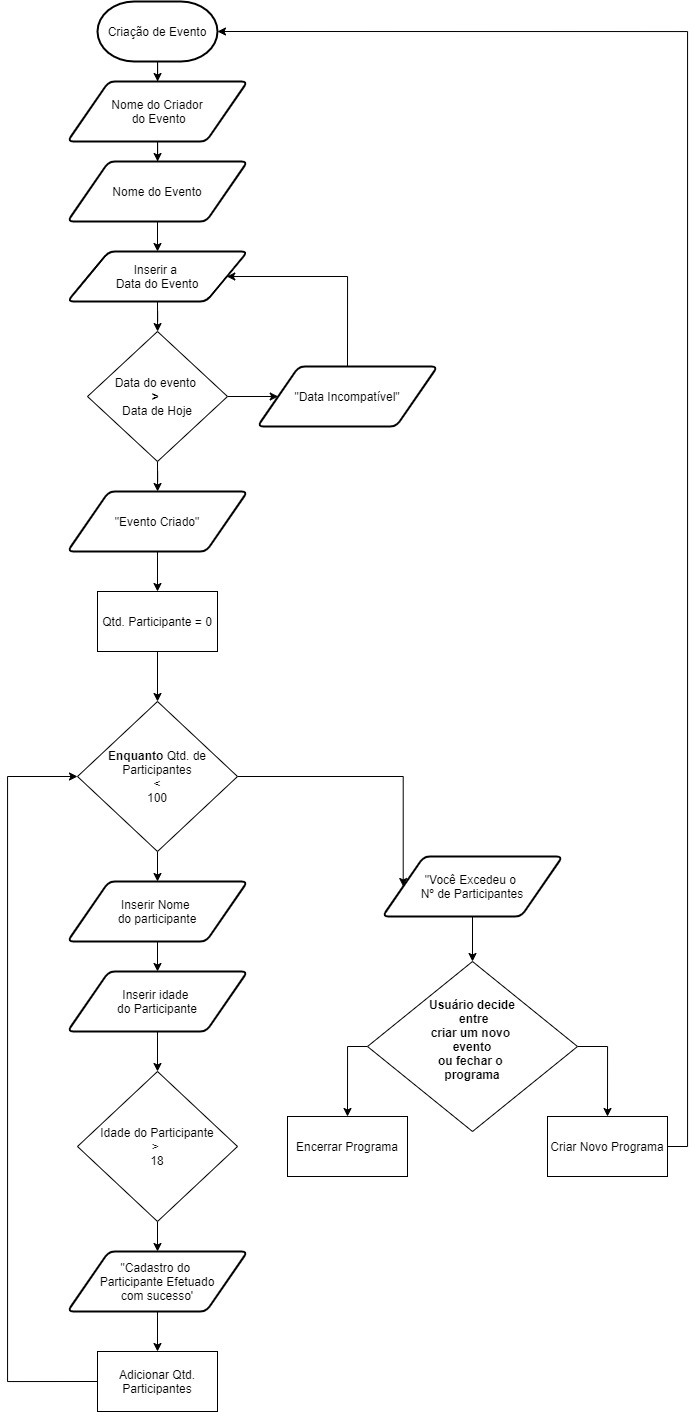 Criação de Evento
Nome do Criador
do Evento
Nome do Evento
Inserir a
Data do Evento
Data do evento
>
Data de Hoje
"Data Incompatível"
"Evento Criado"
Qtd. Participante = 0
Enquanto Qtd. de
Participantes
<
100
Inserir Nome
do participante
Inserir idade
do Participante
Idade do Participante
>
18
"Cadastro do
Participante Efetuado
com sucesso'
Adicionar Qtd.
Participantes
"Você Excedeu o
Nº de Participantes
Usuário decide
entre
criar um novo
evento
ou fechar o
programa
Encerrar Programa
Criar Novo Programa